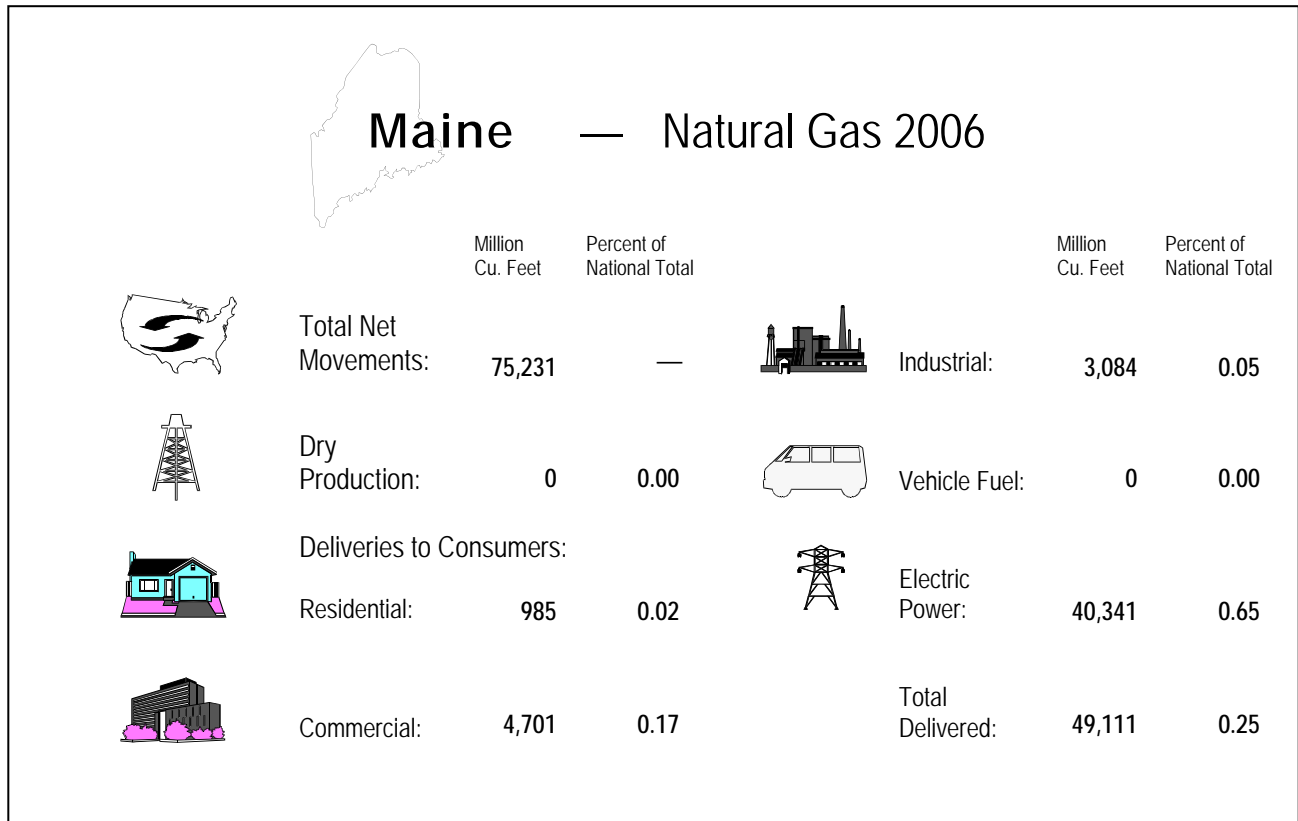 Maine — Natural Gas 2006
Million Percent of
Cu. Feet National Total
Total Net
Movements: 75,231 —
Dry
Production: 0 0.00
Deliveries to Consumers:
Residential: 985 0.02
Commercial: 4,701 0.17
Million Percent of
Cu. Feet National Total
Industrial: 3,084 0.05
Vehicle Fuel: 0 0.00
Electric
Power: 40,341 0.65
Total
Delivered: 49,111 0.25